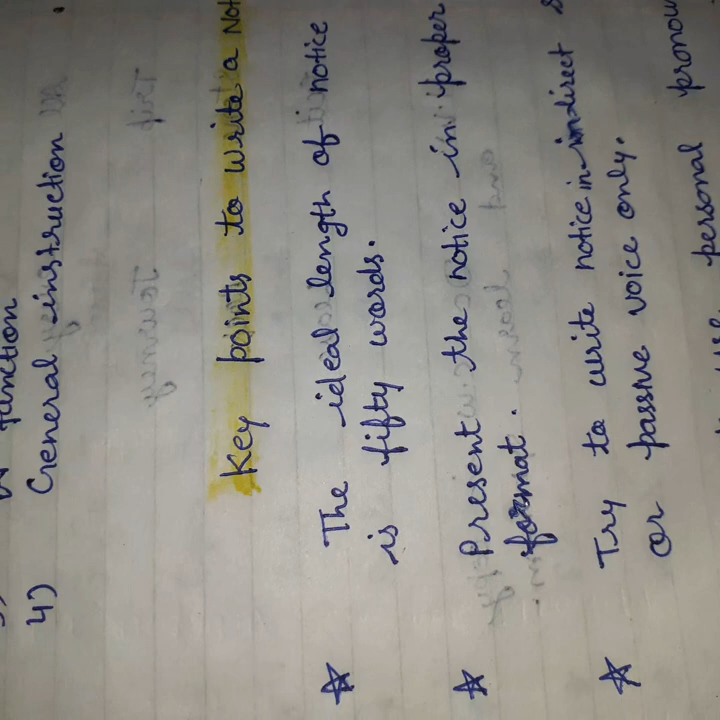 function
4) General instruction
Key points to write a Not
☆ The ideal length of notice
is fifty words.
☆ Present the notice in proper
format.
☆ Try to write notice in indirect
or passive voice only.
personal pronou